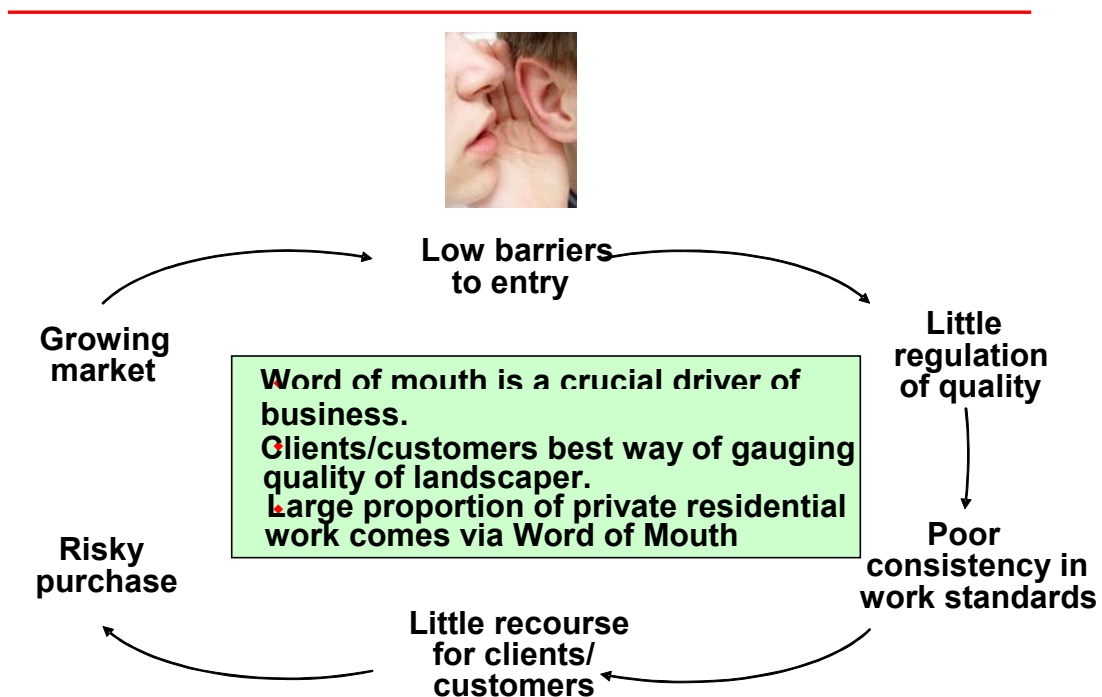 Low barriers
to entry
Little
regulation
of quality
Poor
consistency in
work standards
Little recourse
for clients/
customers
Risky
purchase
Growing
market
Word of mouth is a crucial driver of
business.
Clients/customers best way of gauging
quality of landscaper.
Large proportion of private residential
work comes via Word of Mouth